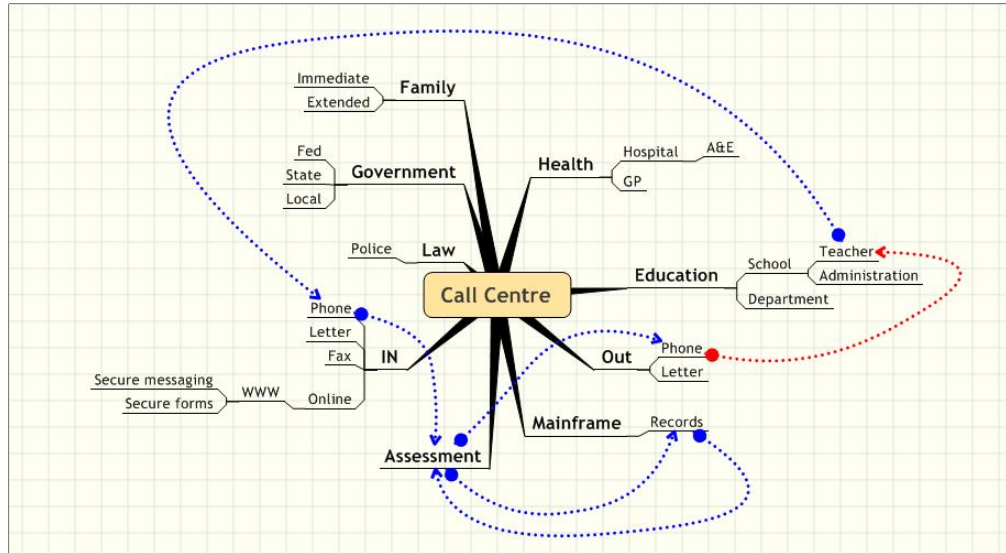 Immediate
Family
Extended
Fed
State
Government
Local
Police
Law
Health
Hospital
A&E
GP
Call Centre
Education
School
Teacher
Administration
Department
Phone
Letter
IN
Fax
Secure messaging
WWW
Online
Secure forms
Out
Phone
Letter
Mainframe
Records
Assessment